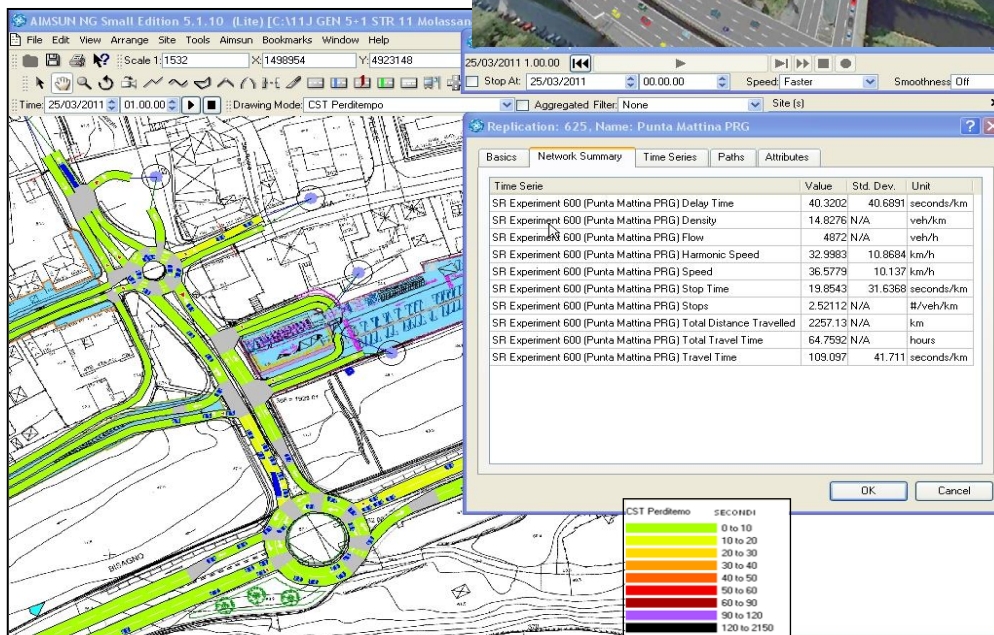 AIMSUN NG Small Edition 5.1.10 (Lite) [C:\11J GEN 5+1 STR 11 Molassan
File Edit View Arrange Site Tools Aimsun Bookmarks Window Help
Scale 1: 1532 X: 1498954 Y: 4923148
Time: 25/03/2011 01.00.00 Drawing Mode: CST Perditempo Aggregated Filter: None Site (s)
25/03/2011 1.00.00
Stop At: 25/03/2011 00.00.00 Speed: Faster Smoothness Off
Replication: 625, Name: Punta Mattina PRG
Basics Network Summary Time Series Paths Attributes
Time Serie Value Std. Dev. Unit
SR Experiment 600 (Punta Mattina PRG) Delay Time 40.3202 40.6891 seconds/km
SR Experiment 600 (Punta Mattina PRG) Density 14.8276 N/A veh/km
SR Experiment 600 (Punta Mattina PRG) Flow 4872 N/A veh/h
SR Experiment 600 (Punta Mattina PRG) Harmonic Speed 32.9983 10.8684 km/h
SR Experiment 600 (Punta Mattina PRG) Speed 36.5779 10.137 km/h
SR Experiment 600 (Punta Mattina PRG) Stop Time 19.8543 31.6368 seconds/km
SR Experiment 600 (Punta Mattina PRG) Stops 2.52112 N/A #/veh/km
SR Experiment 600 (Punta Mattina PRG) Total Distance Travelled 2257.13 N/A km
SR Experiment 600 (Punta Mattina PRG) Total Travel Time 64.7592 N/A hours
SR Experiment 600 (Punta Mattina PRG) Travel Time 109.097 41.711 seconds/km
OK Cancel
BISAGNO
CST Perditemo SECONDI
0 to 10
10 to 20
20 to 30
30 to 40
40 to 50
50 to 60
60 to 90
90 to 120
120 to 2150